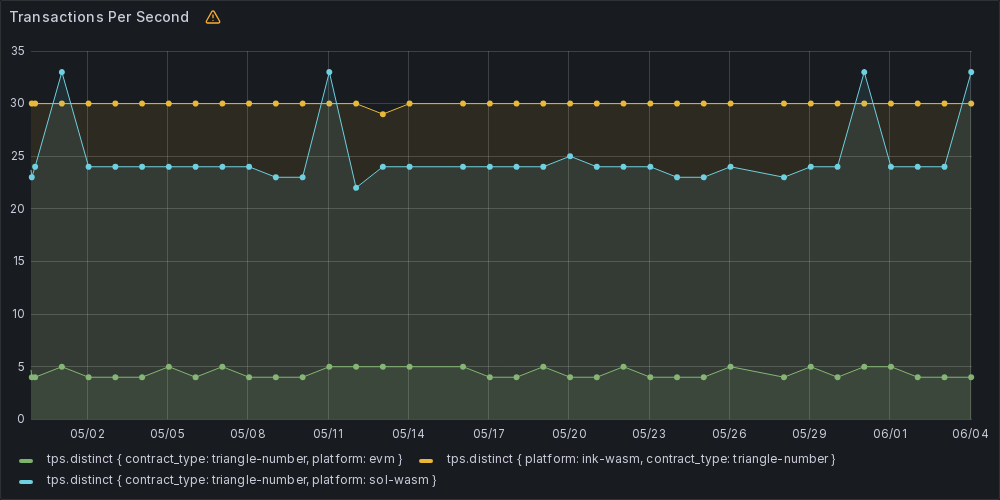 Transactions Per Second
35
30
25
20
15
10
5
0
05/02 05/05 05/08 05/11 05/14 05/17 05/20 05/23 05/26 05/29 06/01 06/04
tps.distinct { contract_type: triangle-number, platform: evm } tps.distinct { platform: ink-wasm, contract_type: triangle-number }
tps.distinct { contract_type: triangle-number, platform: sol-wasm }